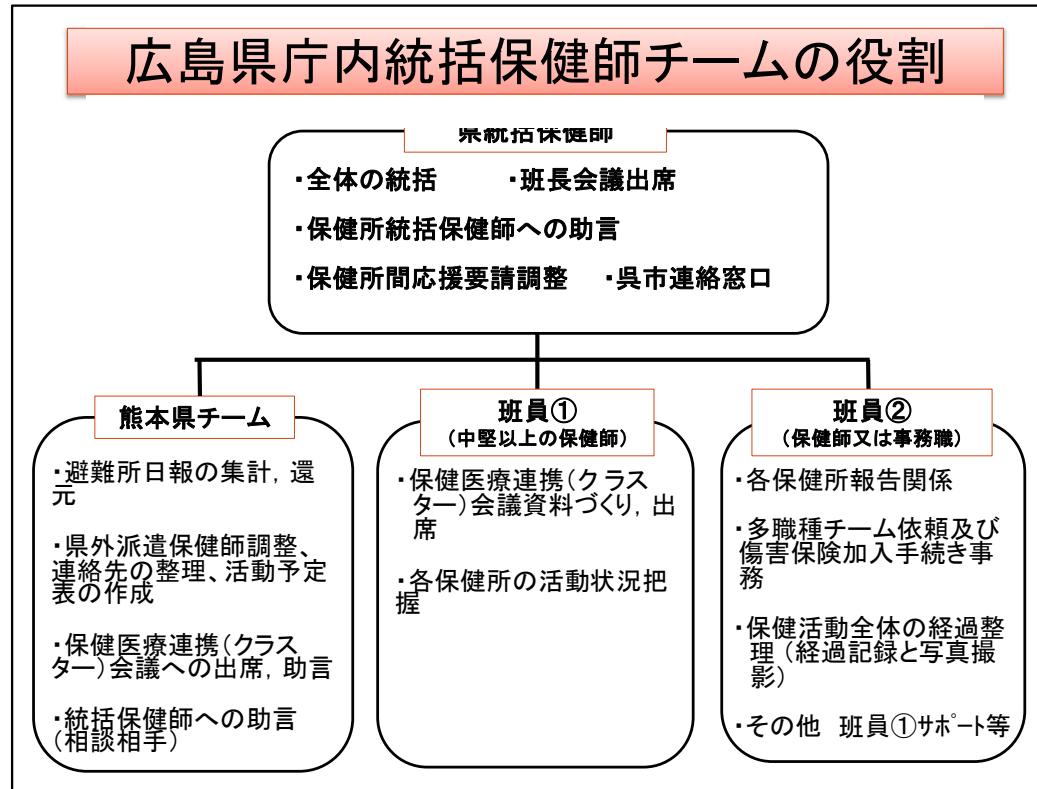 広島県庁内統括保健師チームの役割
県統括保健師
・全体の統括　・班長会議出席
・保健所統括保健師への助言
・保健所間応援要請調整　・呉市連絡窓口
熊本県チーム
・避難所日報の集計，還
元
・県外派遣保健師調整、
連絡先の整理、活動予定
表の作成
・保健医療連携（クラス
ター）会議への出席，助言
・統括保健師への助言
（相談相手）
班員①
（中堅以上の保健師）
・保健医療連携（クラス
ター）会議資料づくり，出
席
・各保健所の活動状況把
握
班員②
（保健師又は事務職）
・各保健所報告関係
・多職種チーム依頼及び
傷害保険加入手続き事
務
・保健活動全体の経過整
理（経過記録と写真撮
影）
・その他　班員①サポート等